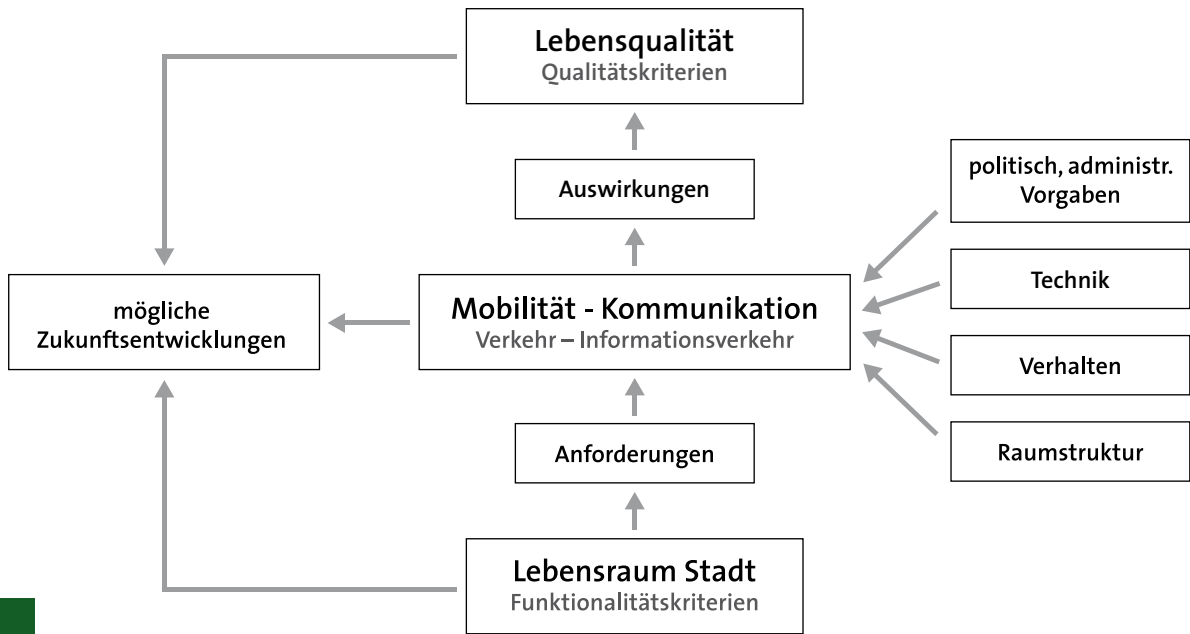 Lebensqualität
Qualitätskriterien
Auswirkungen
politisch, administr.
Vorgaben
Technik
mögliche
Zukunftsentwicklungen
Mobilität - Kommunikation
Verkehr – Informationsverkehr
Verhalten
Raumstruktur
Anforderungen
Lebensraum Stadt
Funktionalitätskriterien